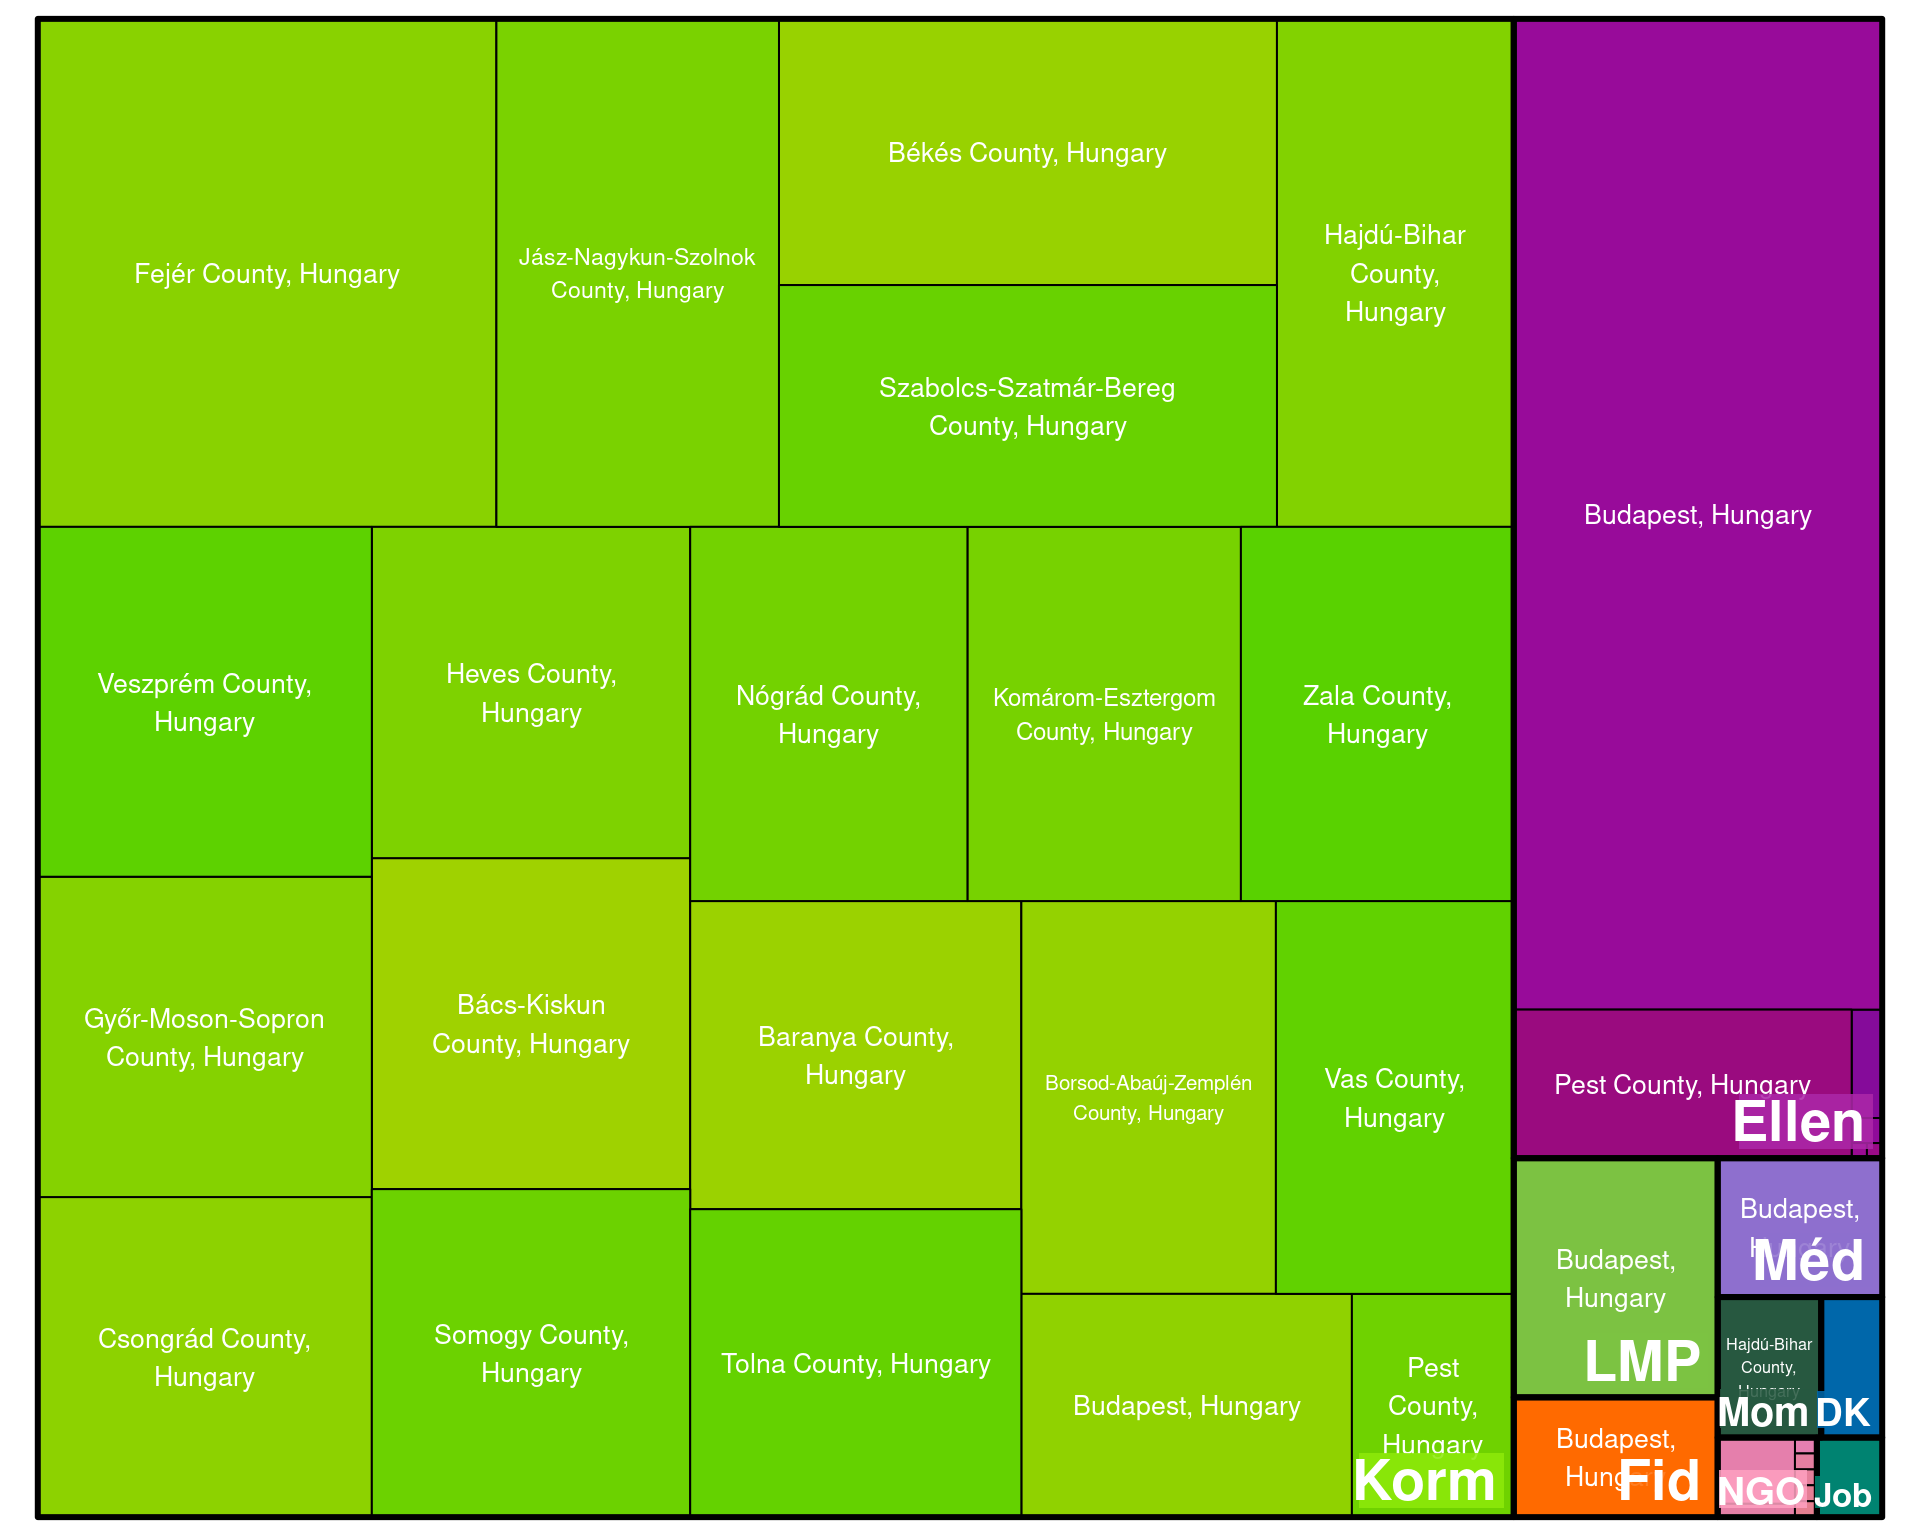 Fejér County, Hungary
Jász-Nagykun-Szolnok
County, Hungary
Békés County, Hungary
Szabolcs-Szatmár-Bereg
County, Hungary
Hajdú-Bihar
County,
Hungary
Veszprém County,
Hungary
Heves County,
Hungary
Nógrád County,
Hungary
Komárom-Esztergom
County, Hungary
Zala County,
Hungary
Győr-Moson-Sopron
County, Hungary
Bács-Kiskun
County, Hungary
Baranya County,
Hungary
Borsod-Abaúj-Zemplén
County, Hungary
Vas County,
Hungary
Csongrád County,
Hungary
Somogy County,
Hungary
Tolna County, Hungary
Budapest, Hungary
Pest
County,
Hungary
Korm
Budapest, Hungary
Pest County, Hungary
Ellen
Budapest,
Hungary
LMP
Budapest,
Hungary
Méd
Hajdú-Bihar
County,
Hungary
Mom
DK
Budapest,
Hungary
Fid
NGO
Job